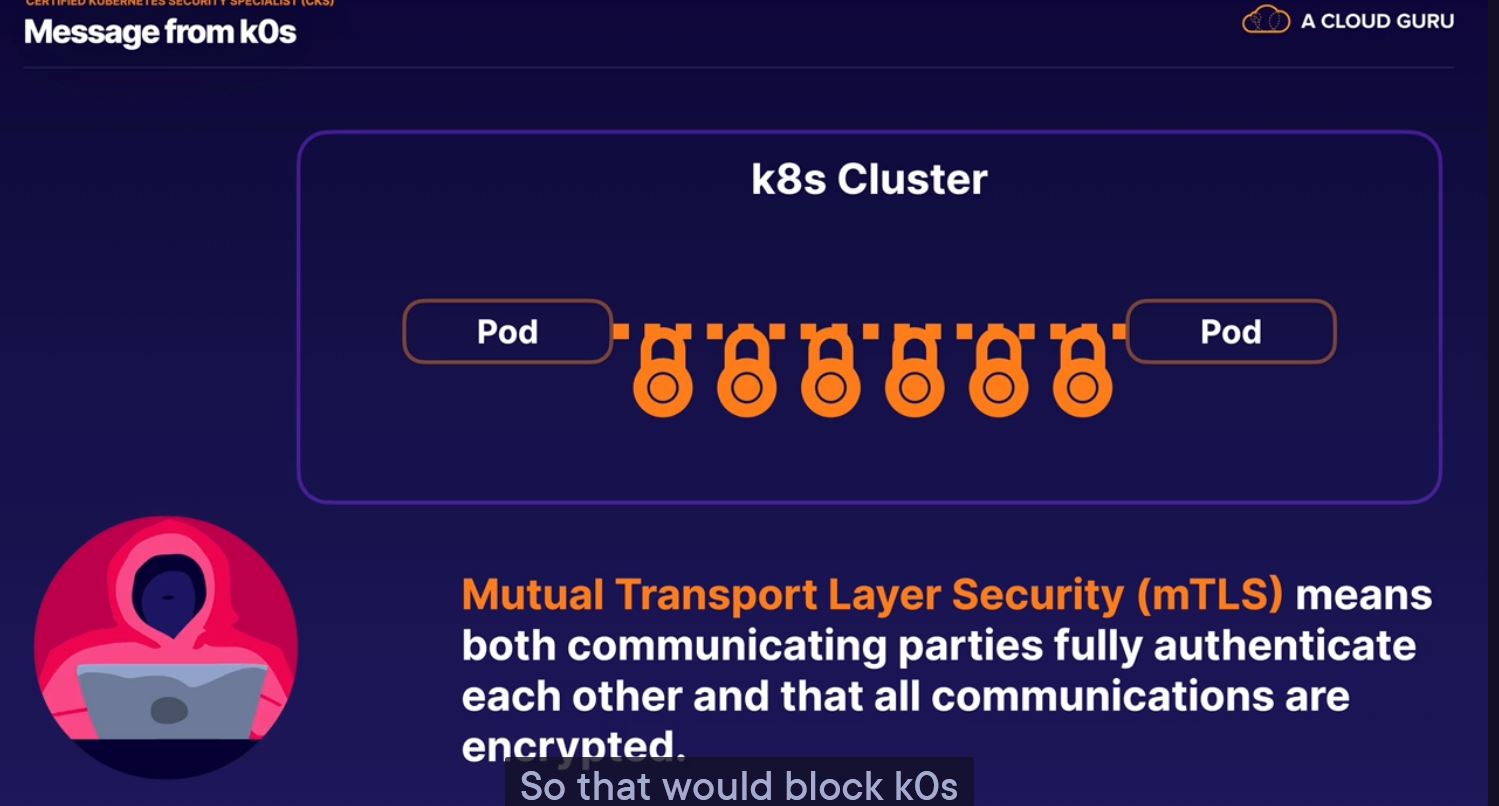 CERTIFIED KUBERNETES SECURITY SPECIALIST (CKS)
Message from k0s
A CLOUD GURU
k8s Cluster
Pod
Pod
Mutual Transport Layer Security (mTLS) means
both communicating parties fully authenticate
each other and that all communications are
encrypted.
So that would block k0s